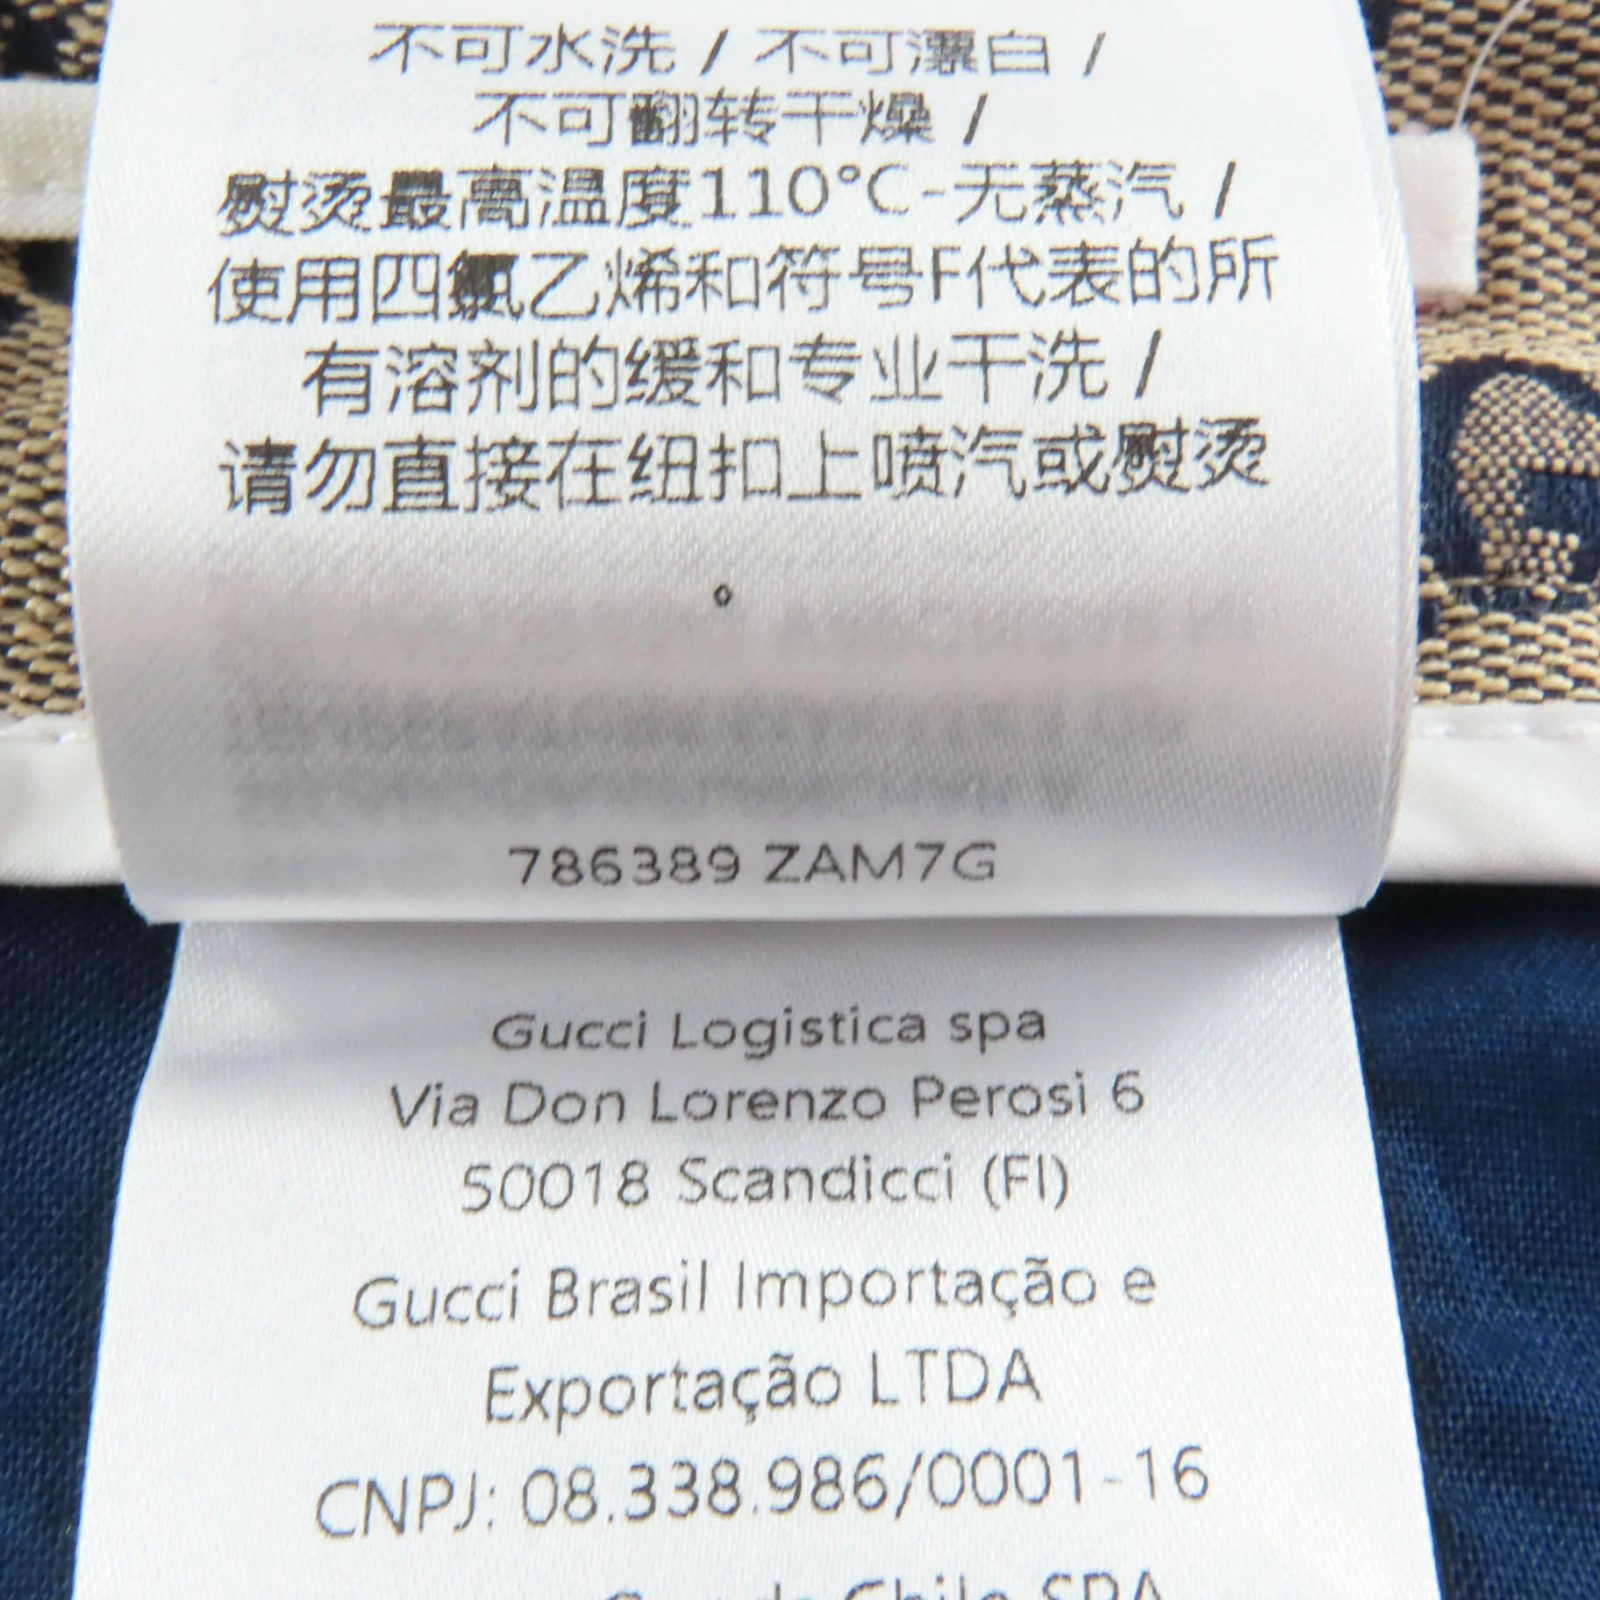 不可水洗 / 不可漂白 /
不可翻转干燥 /
熨烫最高温度110°C-无蒸汽 /
使用四氯乙烯和符号F代表的所
有溶剂的缓和专业干洗 /
请勿直接在纽扣上喷汽或熨烫
。
786389 ZAM7G
Gucci Logistica spa
Via Don Lorenzo Perosi 6
50018 Scandicci (FI)
Gucci Brasil Importação e
Exportação LTDA
CNPJ: 08.338.986/0001-16
Chile SPA